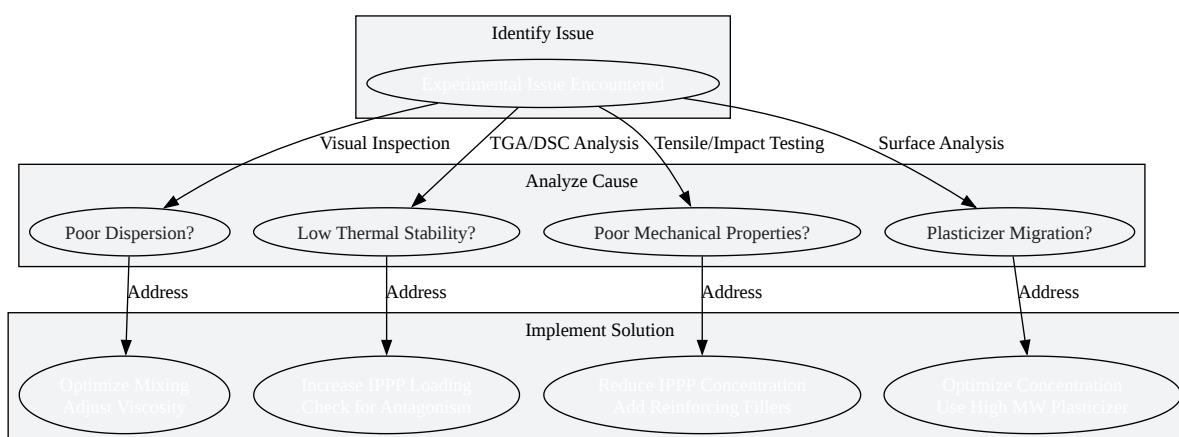 Identify Issue
Experimental Issue Encountered
Visual Inspection
TGA/DSC Analysis
Tensile/Impact Testing
Surface Analysis
Analyze Cause
Poor Dispersion?
Low Thermal Stability?
Poor Mechanical Properties?
Plasticizer Migration?
Address
Address
Address
Address
Implement Solution
Optimize Mixing
Adjust Viscosity
Increase IPPP Loading
Check for Antagonism
Reduce IPPP Concentration
Add Reinforcing Fillers
Optimize Concentration
Use High MW Plasticizer